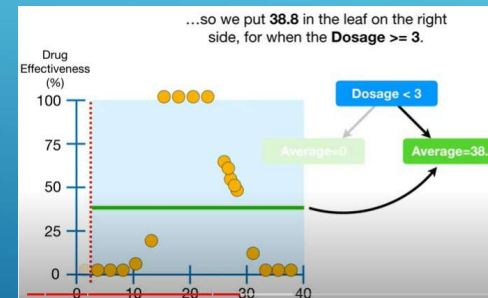 …so we put 38.8 in the leaf on the right
side, for when the Dosage >= 3.
Drug
Effectiveness
(%)
100
75
50
25
0
0 10 20 30 40
Dosage < 3
Average=0
Average=38.